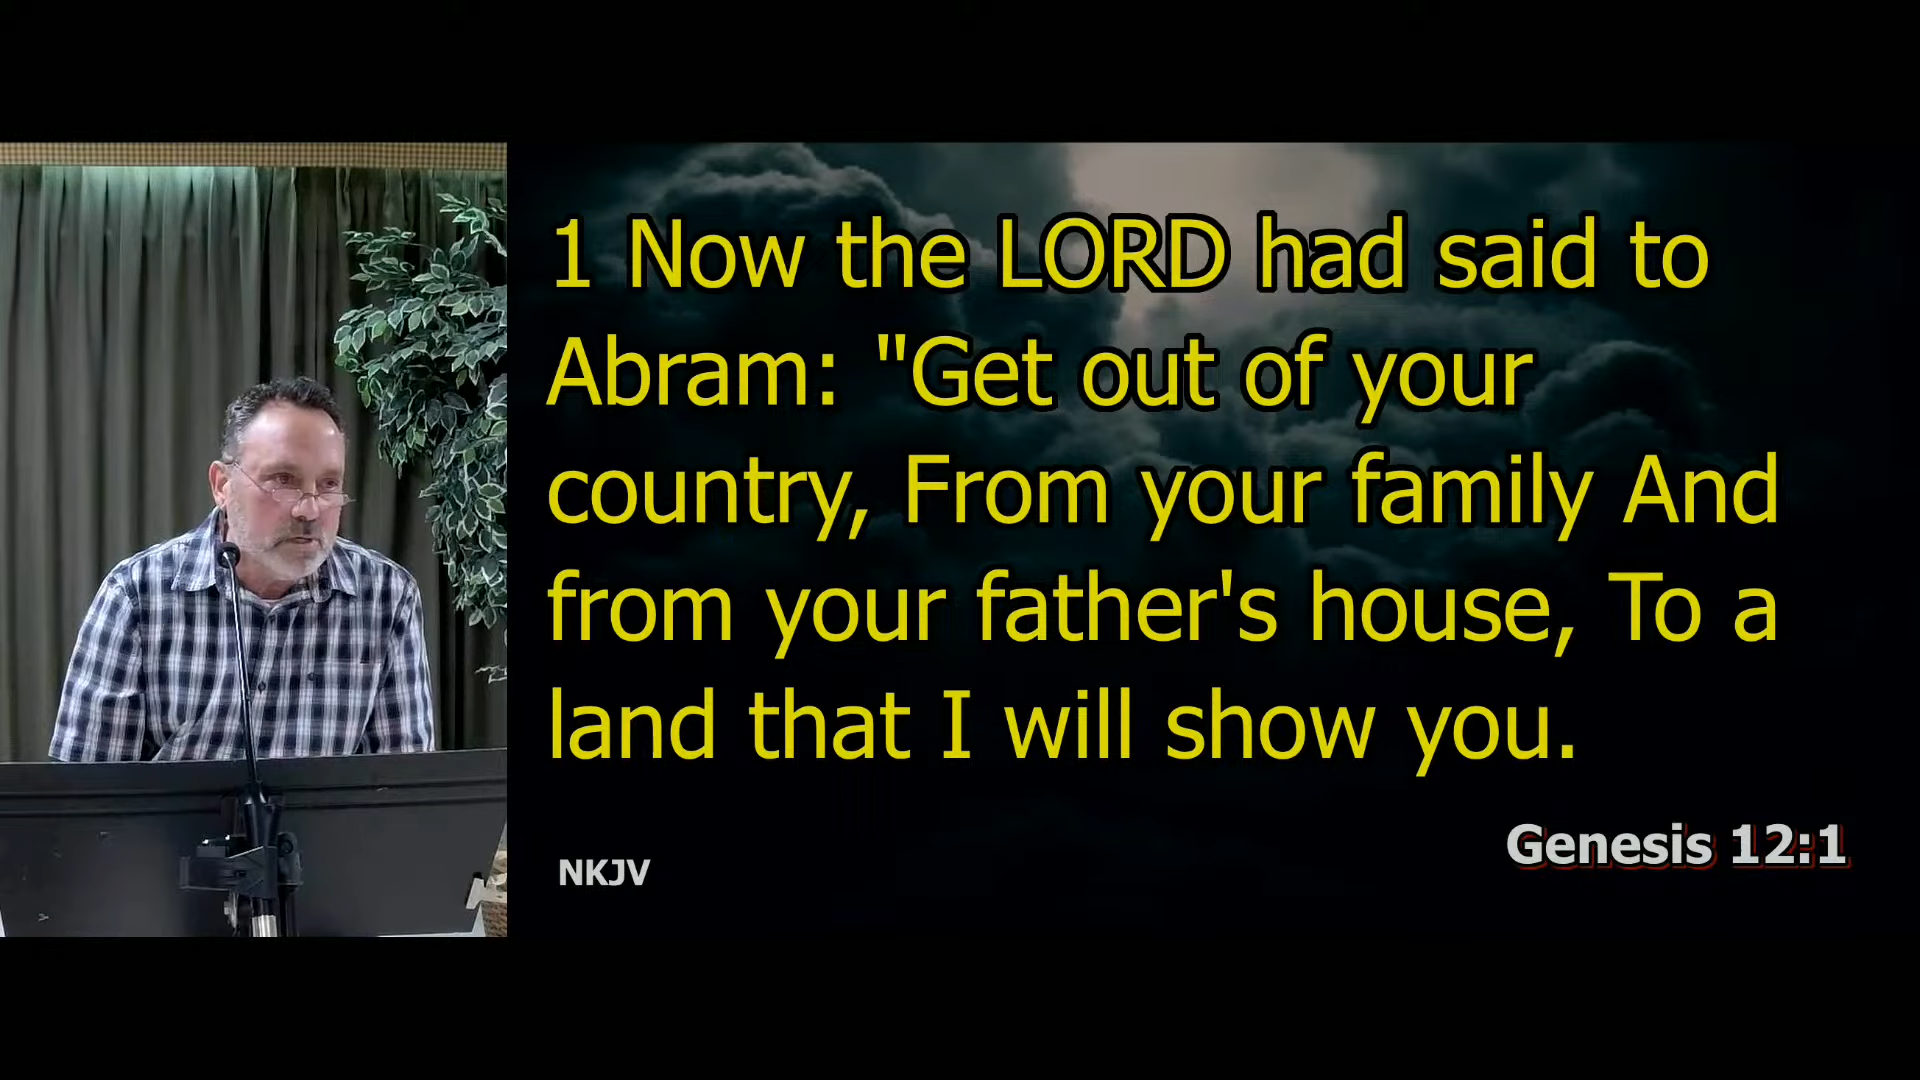 1 Now the LORD had said to
Abram: "Get out of your
country, From your family And
from your father's house, To a
land that I will show you.
Genesis 12:1
NKJV